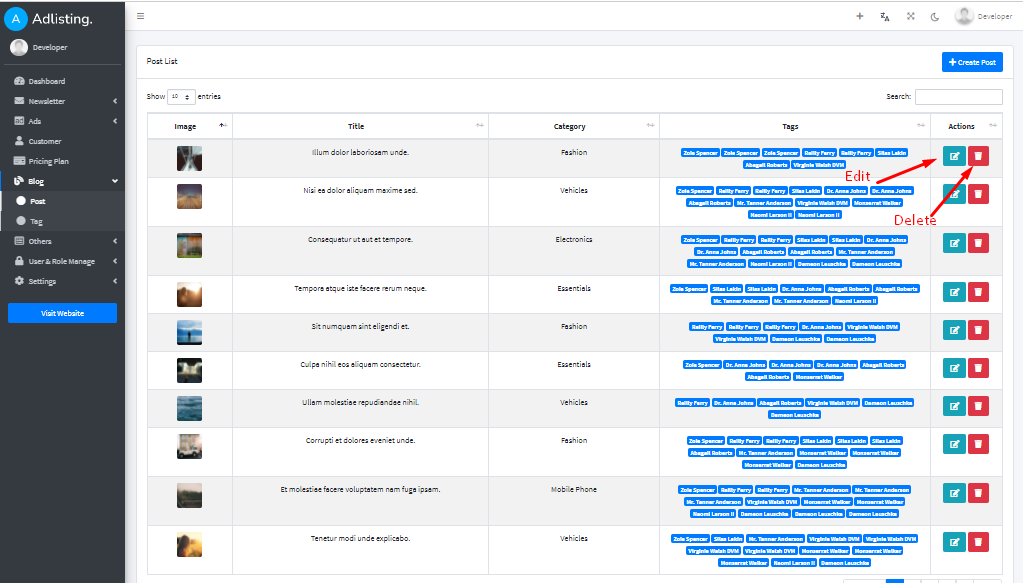 A Adlisting.
Developer
Developer
Dashboard
Newsletter
Ads
Customer
Pricing Plan
Blog
Post
Tag
Others
User & Role Manage
Settings
Visit Website
Post List
Create Post
Show 10 entries
Search:
Image Title Category Tags Actions
Illum dolor laboriosam unde. Fashion
Zola Spencer Zola Spencer Zola Spencer Reilly Ferry Reilly Ferry Silas Lakin
Abagail Roberts Virginia Walsh DVM
Edit
Nisi ea dolor aliquam maxime sed. Vehicles
Zola Spencer Reilly Ferry Reilly Ferry Silas Lakin Dr. Anna Johns Dr. Anna Johns
Abagail Roberts Mr. Tanner Anderson Virginia Walsh DVM Monserrat Walker
Naomi Larson II Naomi Larson II
Delete
Consequatur ut aut et tempore. Electronics
Zola Spencer Reilly Ferry Reilly Ferry Silas Lakin Silas Lakin Dr. Anna Johns
Dr. Anna Johns Abagail Roberts Abagail Roberts Mr. Tanner Anderson
Mr. Tanner Anderson Naomi Larson II Dameon Leuschke Dameon Leuschke
Tempora atque iste facere rerum neque. Essentials
Zola Spencer Silas Lakin Silas Lakin Dr. Anna Johns Abagail Roberts Abagail Roberts
Mr. Tanner Anderson Mr. Tanner Anderson Naomi Larson II
Sit numquam sint eligendi et. Fashion
Reilly Ferry Reilly Ferry Reilly Ferry Dr. Anna Johns Virginia Walsh DVM
Virginia Walsh DVM Dameon Leuschke Dameon Leuschke
Culpa nihil eos aliquam consectetur. Essentials
Zola Spencer Dr. Anna Johns Dr. Anna Johns Dr. Anna Johns Abagail Roberts
Abagail Roberts Monserrat Walker
Ullam molestiae repudiandae nihil. Vehicles
Reilly Ferry Dr. Anna Johns Abagail Roberts Virginia Walsh DVM Dameon Leuschke
Dameon Leuschke
Corrupti et dolores eveniet unde. Fashion
Zola Spencer Reilly Ferry Reilly Ferry Silas Lakin Silas Lakin Silas Lakin
Abagail Roberts Mr. Tanner Anderson Monserrat Walker Monserrat Walker
Monserrat Walker Dameon Leuschke
Et molestiae facere voluptatem nam fuga ipsam. Mobile Phone
Zola Spencer Reilly Ferry Reilly Ferry Mr. Tanner Anderson Mr. Tanner Anderson
Mr. Tanner Anderson Virginia Walsh DVM Monserrat Walker Monserrat Walker
Naomi Larson II Dameon Leuschke Dameon Leuschke Dameon Leuschke
Tenetur modi unde explicabo. Vehicles
Zola Spencer Silas Lakin Mr. Tanner Anderson Virginia Walsh DVM Virginia Walsh DVM
Virginia Walsh DVM Virginia Walsh DVM Monserrat Walker Monserrat Walker
Monserrat Walker Naomi Larson II Dameon Leuschke